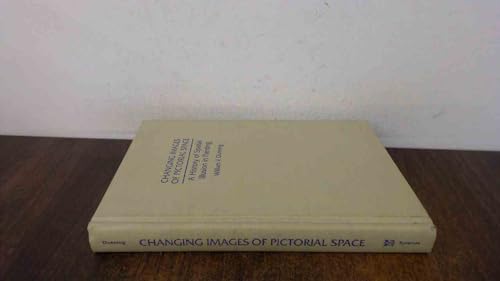 CHANGING IMAGES
OF PICTORIAL SPACE
A History of Spatial
Illusion in Painting
William V. Dunning
Dunning CHANGING IMAGES OF PICTORIAL SPACE Syracuse